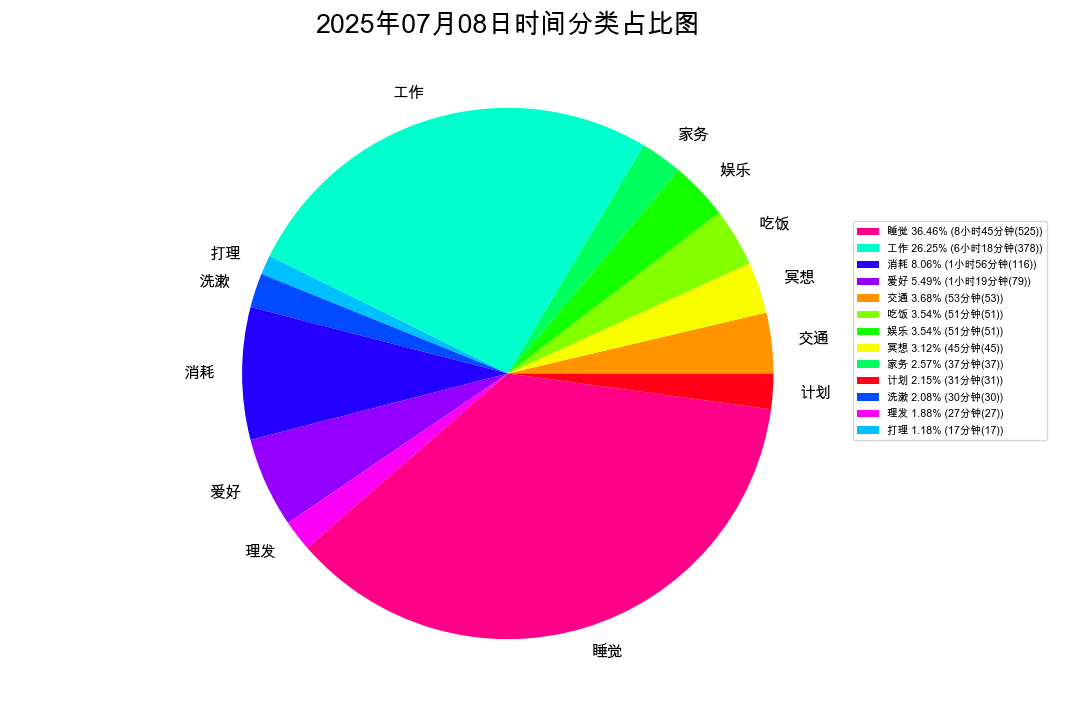 2025年07月08日时间分类占比图
工作
家务
娱乐
吃饭
冥想
交通
计划
打理
洗漱
消耗
爱好
理发
睡觉
睡觉 36.46% (8小时45分钟(525))
工作 26.25% (6小时18分钟(378))
消耗 8.06% (1小时56分钟(116))
爱好 5.49% (1小时19分钟(79))
交通 3.68% (53分钟(53))
吃饭 3.54% (51分钟(51))
娱乐 3.54% (51分钟(51))
冥想 3.12% (45分钟(45))
家务 2.57% (37分钟(37))
计划 2.15% (31分钟(31))
洗漱 2.08% (30分钟(30))
理发 1.88% (27分钟(27))
打理 1.18% (17分钟(17))